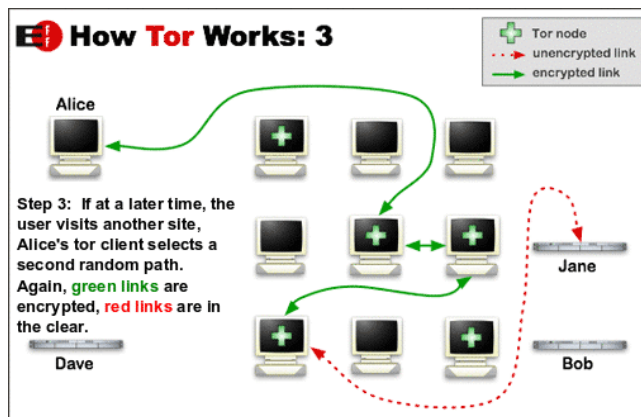 E f f How Tor Works: 3
Tor node
unencrypted link
encrypted link
Alice
Step 3: If at a later time, the
user visits another site,
Alice's tor client selects a
second random path.
Again, green links are
encrypted, red links are in
the clear.
Jane
Dave
Bob